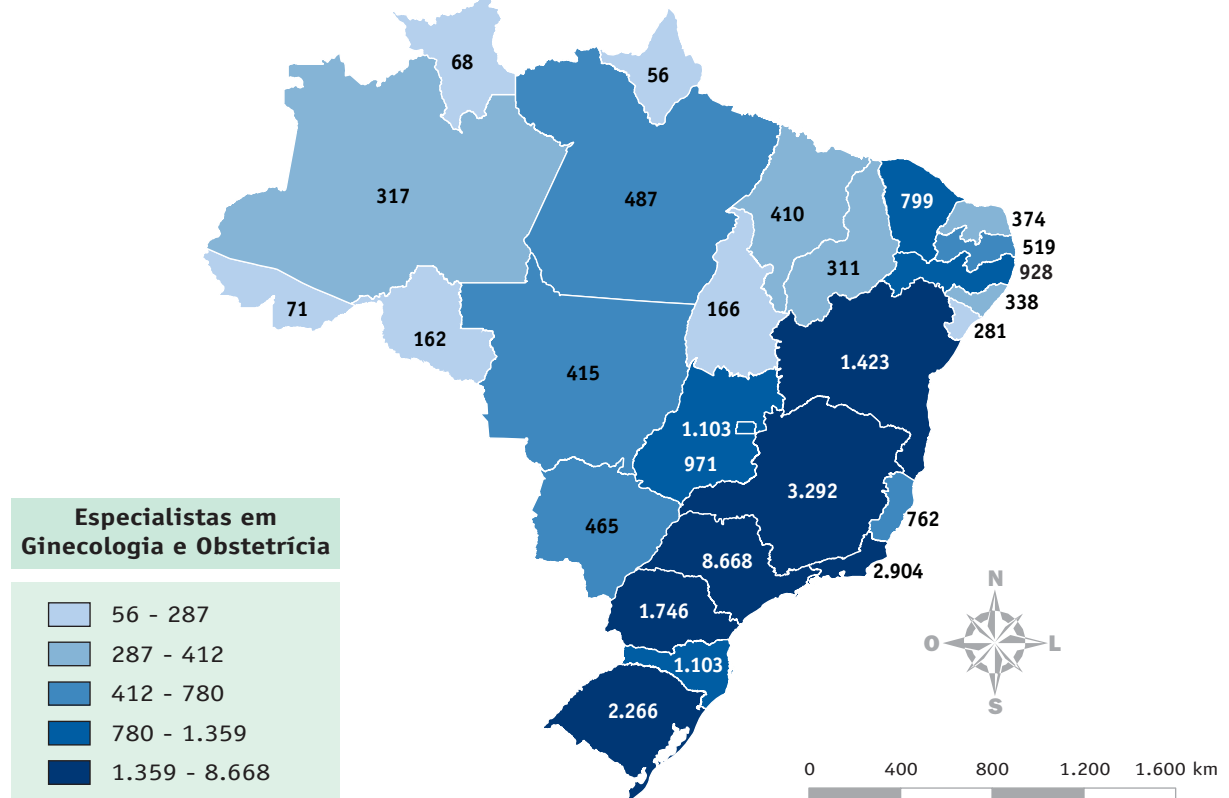 68
56
317
487
410
799
374
519
311
928
338
281
71
162
166
415
1.423
1.103
971
3.292
465
762
8.668
2.904
1.746
1.103
2.266
Especialistas em
Ginecologia e Obstetrícia
56 - 287
287 - 412
412 - 780
780 - 1.359
1.359 - 8.668
N
O
L
S
0 400 800 1.200 1.600 km